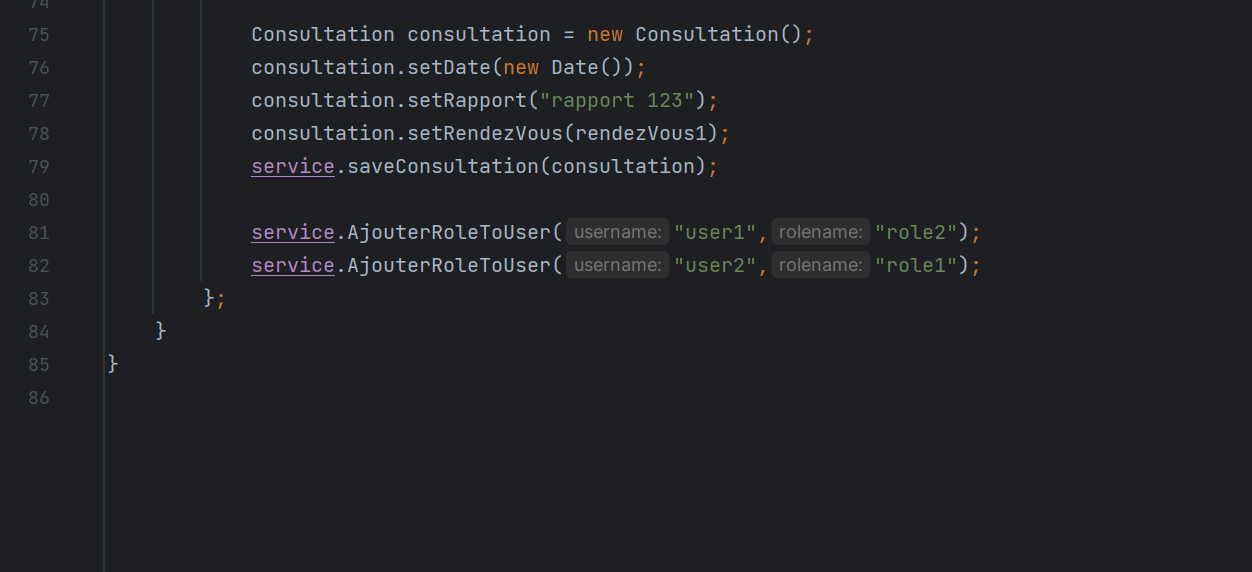 74
75 Consultation consultation = new Consultation();
76 consultation.setDate(new Date());
77 consultation.setRapport("rapport 123");
78 consultation.setRendezVous(rendezVous1);
79 service.saveConsultation(consultation);
80
81 service.AjouterRoleToUser( username: "user1", rolename: "role2");
82 service.AjouterRoleToUser( username: "user2", rolename: "role1");
83 };
84 }
85 }
86